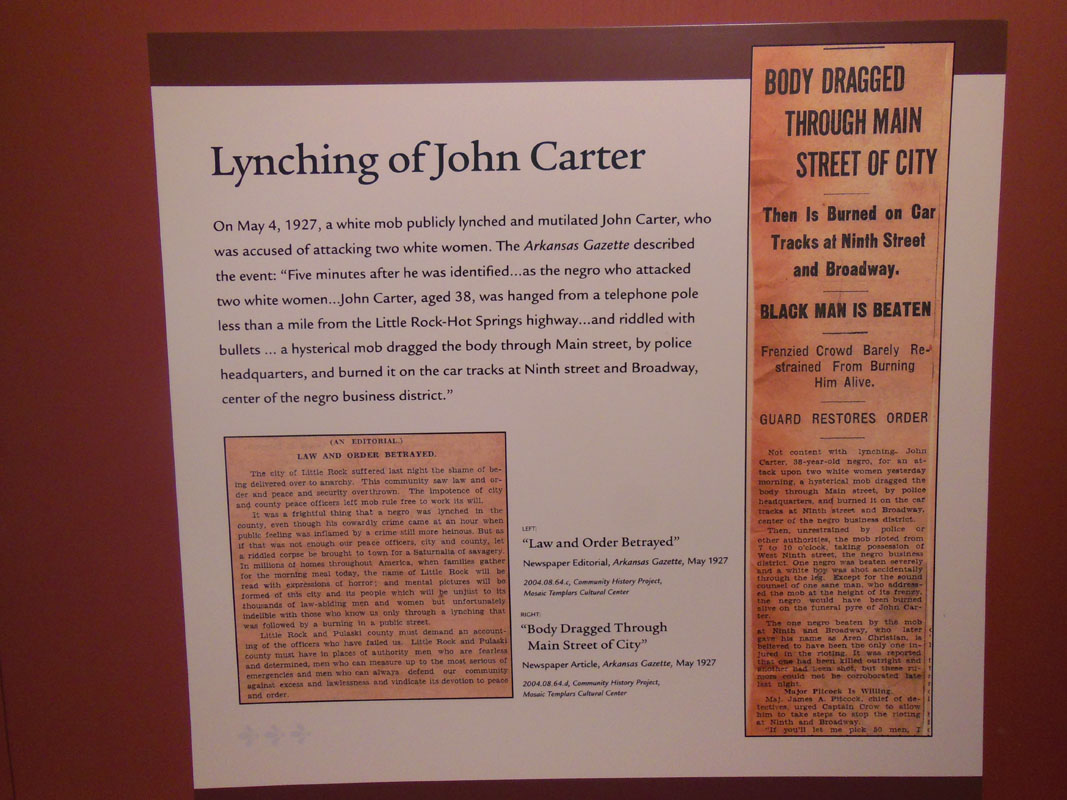 Lynching of John Carter
On May 4, 1927, a white mob publicly lynched and mutilated John Carter, who
was accused of attacking two white women. The Arkansas Gazette described
the event: “Five minutes after he was identified...as the negro who attacked
two white women...John Carter, aged 38, was hanged from a telephone pole
less than a mile from the Little Rock-Hot Springs highway...and riddled with
bullets ... a hysterical mob dragged the body through Main street, by police
headquarters, and burned it on the car tracks at Ninth street and Broadway,
center of the negro business district.”
(AN EDITORIAL.)
LAW AND ORDER BETRAYED.
The city of Little Rock suffered last night the shame of be-
ing delivered over to anarchy. This community saw law and or-
der and peace and security overthrown. The impotence of city
and county peace officers left mob rule free to work its will.
It was a frightful thing that a negro was lynched in the
county, even though his cowardly crime came at an hour when
public feeling was inflamed by a crime still more heinous. But as
if that was not enough our peace officers, city and county, let
a riddled corpse be brought to town for a Saturnalia of savagery.
In millions of homes throughout America, when families gather
for the morning meal today, the name of Little Rock will be
read with expressions of horror; and mental pictures will be
formed of this city and its people which will be unjust to its
thousands of law-abiding men and women but unfortunately
indelible with those who know us only through a lynching that
was followed by a burning in a public street.
Little Rock and Pulaski county must demand an account-
ing of the officers who have failed us. Little Rock and Pulaski
county must have in places of authority men who are fearless
and determined, men who can measure up to the most serious of
emergencies and men who can always defend our community
against excess and lawlessness and vindicate its devotion to peace
and order.
LEFT:
“Law and Order Betrayed”
Newspaper Editorial, Arkansas Gazette, May 1927
2004.08.64.c, Community History Project,
Mosaic Templars Cultural Center
RIGHT:
“Body Dragged Through
Main Street of City”
Newspaper Article, Arkansas Gazette, May 1927
2004.08.64.d, Community History Project,
Mosaic Templars Cultural Center
BODY DRAGGED
THROUGH MAIN
STREET OF CITY
Then Is Burned on Car
Tracks at Ninth Street
and Broadway.
BLACK MAN IS BEATEN
Frenzied Crowd Barely Re-
strained From Burning
Him Alive.
GUARD RESTORES ORDER
Not content with lynching, John
Carter, 38-year-old negro, for an at-
tack upon two white women yesterday
morning, a hysterical mob dragged the
body through Main street, by police
headquarters, and burned it on the car
tracks at Ninth street and Broadway,
center of the negro business district.
Then, unrestrained by police or
other authorities, the mob rioted from
7 to 10 o'clock, taking possession of
West Ninth street, the negro business
district. One negro was beaten severely
and a white boy was shot accidentally
through the leg. Except for the sound
counsel of one sane man, who address-
ed the mob at the height of its frenzy,
the negro would have been burned
alive on the funeral pyre of John Car-
ter.
The one negro beaten by the mob
at Ninth and Broadway, who later
gave his name as Aren Christian, is
believed to have been the only one in-
jured in the rioting. It was reported
that one had been killed outright and
another had been shot, but these ru-
mors could not be corroborated late
last night.
Major Pitcock Is Willing.
Maj. James A. Pitcock, chief of de-
tectives, urged Captain Crow to allow
him to take steps to stop the rioting
at Ninth and Broadway.
"If you'll let me pick 50 men, I